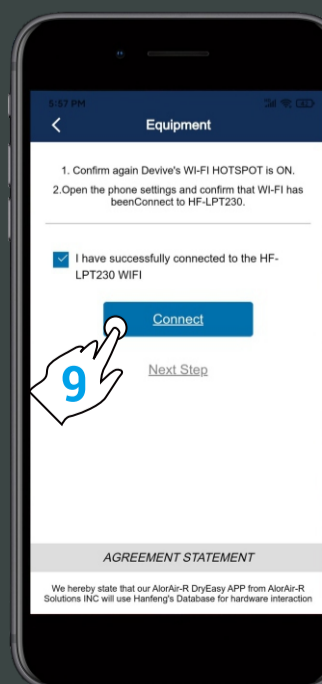 5:57 PM
Equipment
1. Confirm again Devive's WI-FI HOTSPOT is ON.
2.Open the phone settings and confirm that WI-FI has
beenConnect to HF-LPT230.
I have successfully connected to the HF-
LPT230 WIFI
Connect
9
Next Step
AGREEMENT STATEMENT
We hereby state that our AlorAir-R DryEasy APP from AlorAir-R
Solutions INC will use Hanfeng's Database for hardware interaction